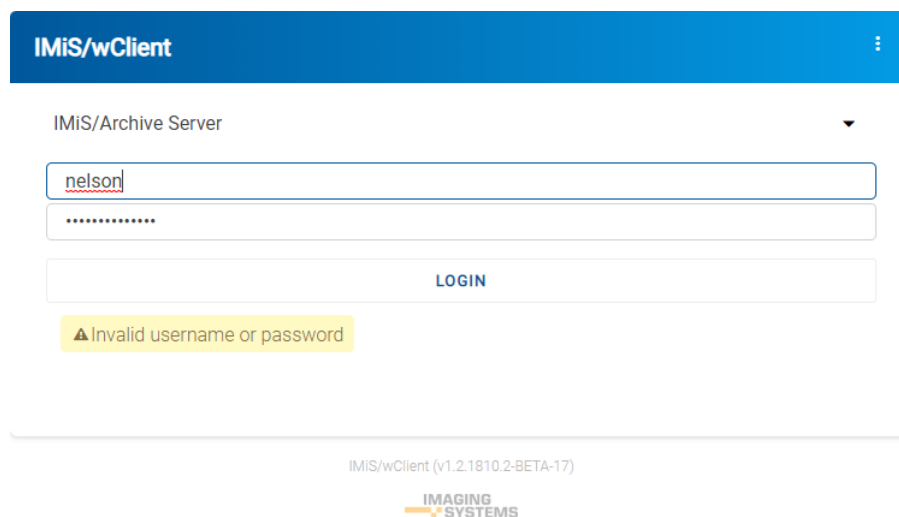 IMiS/wClient
IMiS/Archive Server
nelson
••••••••••••••
LOGIN
Invalid username or password
IMiS/wClient (v1.2.1810.2-BETA-17)
IMAGING
SYSTEMS